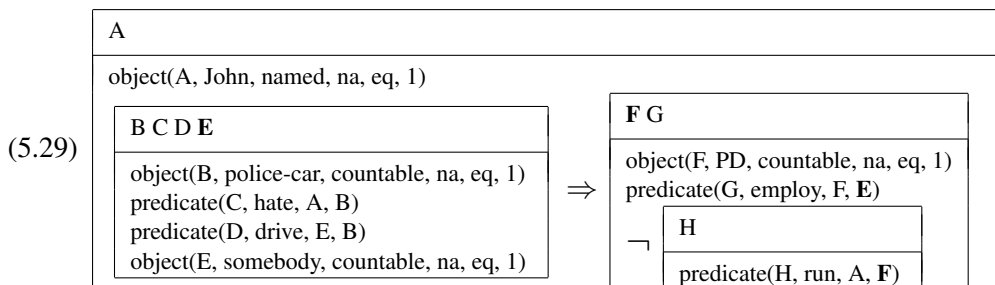 A
object(A, John, named, na, eq, 1)
(5.29)
B C D E
object(B, police-car, countable, na, eq, 1)
predicate(C, hate, A, B)
predicate(D, drive, E, B)
object(E, somebody, countable, na, eq, 1)
⇒
F G
object(F, PD, countable, na, eq, 1)
predicate(G, employ, F, E)
¬
H
predicate(H, run, A, F)